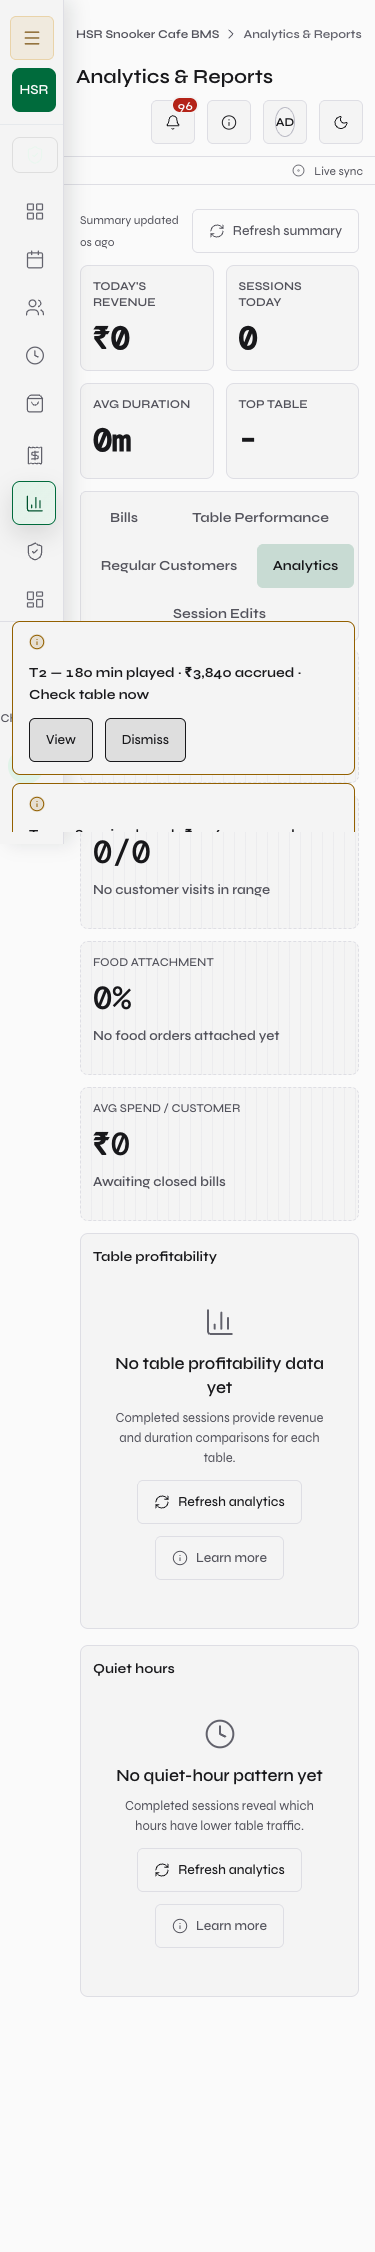 HSR Snooker Cafe BMS > Analytics & Reports
HSR
Analytics & Reports
96
AD
Live sync
Summary updated
0s ago
Refresh summary
TODAY'S
REVENUE
₹0
SESSIONS
TODAY
0
AVG DURATION
0m
TOP TABLE
-
Bills
Table Performance
Regular Customers
Analytics
Session Edits
T2 — 180 min played · ₹3,840 accrued ·
Check table now
View
Dismiss
0/0
No customer visits in range
FOOD ATTACHMENT
0%
No food orders attached yet
AVG SPEND / CUSTOMER
₹0
Awaiting closed bills
Table profitability
No table profitability data
yet
Completed sessions provide revenue
and duration comparisons for each
table.
Refresh analytics
Learn more
Quiet hours
No quiet-hour pattern yet
Completed sessions reveal which
hours have lower table traffic.
Refresh analytics
Learn more